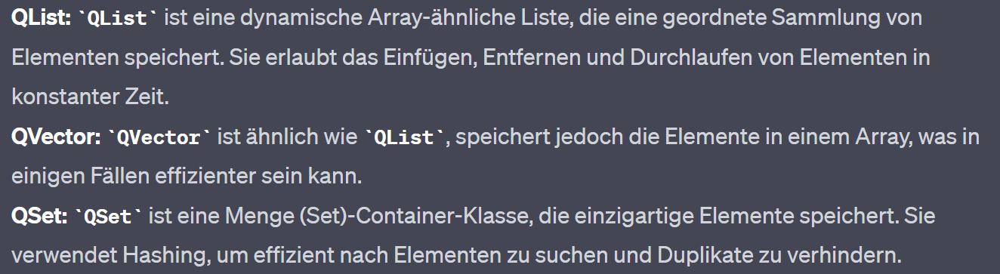 QList: `QList` ist eine dynamische Array-ähnliche Liste, die eine geordnete Sammlung von
Elementen speichert. Sie erlaubt das Einfügen, Entfernen und Durchlaufen von Elementen in
konstanter Zeit.
QVector: `QVector` ist ähnlich wie `QList`, speichert jedoch die Elemente in einem Array, was in
einigen Fällen effizienter sein kann.
QSet: `QSet` ist eine Menge (Set)-Container-Klasse, die einzigartige Elemente speichert. Sie
verwendet Hashing, um effizient nach Elementen zu suchen und Duplikate zu verhindern.